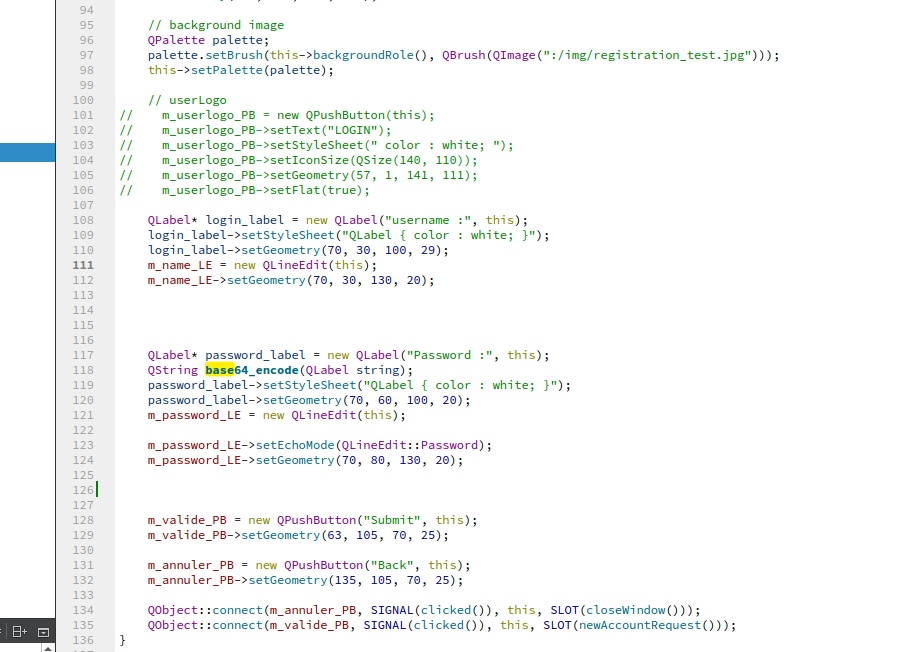 94
95 // background image
96 QPalette palette;
97 palette.setBrush(this->backgroundRole(), QBrush(QImage(":/img/registration_test.jpg")));
98 this->setPalette(palette);
99
100 // userLogo
101 // m_userlogo_PB = new QPushButton(this);
102 // m_userlogo_PB->setText("LOGIN");
103 // m_userlogo_PB->setStyleSheet(" color : white; ");
104 // m_userlogo_PB->setIconSize(QSize(140, 110));
105 // m_userlogo_PB->setGeometry(57, 1, 141, 111);
106 // m_userlogo_PB->setFlat(true);
107
108 QLabel* login_label = new QLabel("username :", this);
109 login_label->setStyleSheet("QLabel { color : white; }");
110 login_label->setGeometry(70, 30, 100, 29);
111 m_name_LE = new QLineEdit(this);
112 m_name_LE->setGeometry(70, 30, 130, 20);
113
114
115
116
117 QLabel* password_label = new QLabel("Password :", this);
118 QString base64_encode(QLabel string);
119 password_label->setStyleSheet("QLabel { color : white; }");
120 password_label->setGeometry(70, 60, 100, 20);
121 m_password_LE = new QLineEdit(this);
122
123 m_password_LE->setEchoMode(QLineEdit::Password);
124 m_password_LE->setGeometry(70, 80, 130, 20);
125
126
127
128 m_valide_PB = new QPushButton("Submit", this);
129 m_valide_PB->setGeometry(63, 105, 70, 25);
130
131 m_annuler_PB = new QPushButton("Back", this);
132 m_annuler_PB->setGeometry(135, 105, 70, 25);
133
134 QObject::connect(m_annuler_PB, SIGNAL(clicked()), this, SLOT(closeWindow()));
135 QObject::connect(m_valide_PB, SIGNAL(clicked()), this, SLOT(newAccountRequest()));
136 }